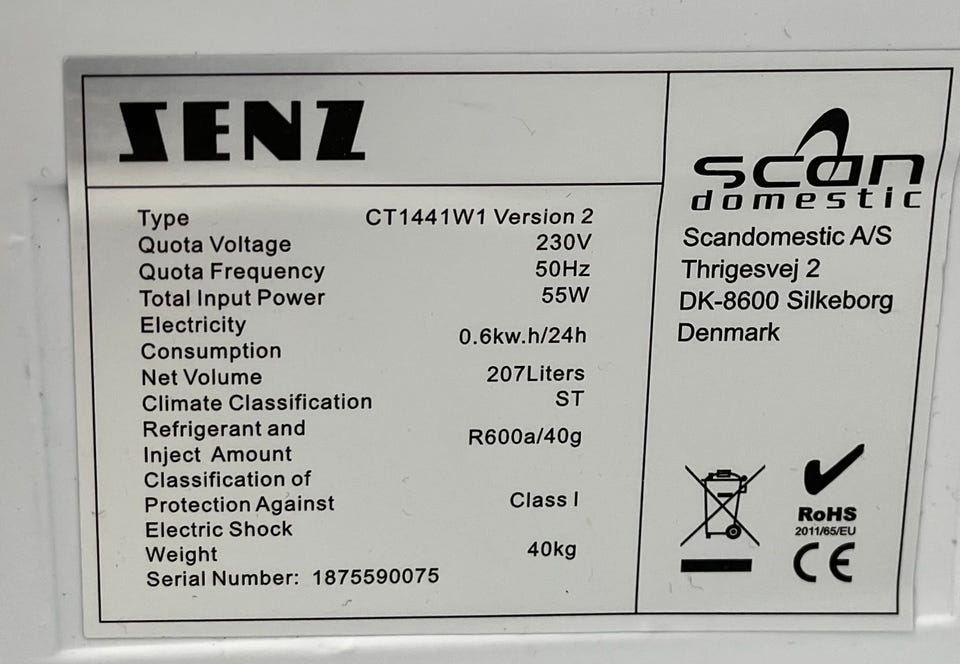 SENZ
Type CT1441W1 Version 2
Quota Voltage 230V
Quota Frequency 50Hz
Total Input Power 55W
Electricity
Consumption 0.6kw.h/24h
Net Volume 207Liters
Climate Classification ST
Refrigerant and
Inject Amount R600a/40g
Classification of
Protection Against Class I
Electric Shock
Weight 40kg
Serial Number: 1875590075
scan
domestic
Scandomestic A/S
Thrigesvej 2
DK-8600 Silkeborg
Denmark
RoHS
2011/65/EU
CE